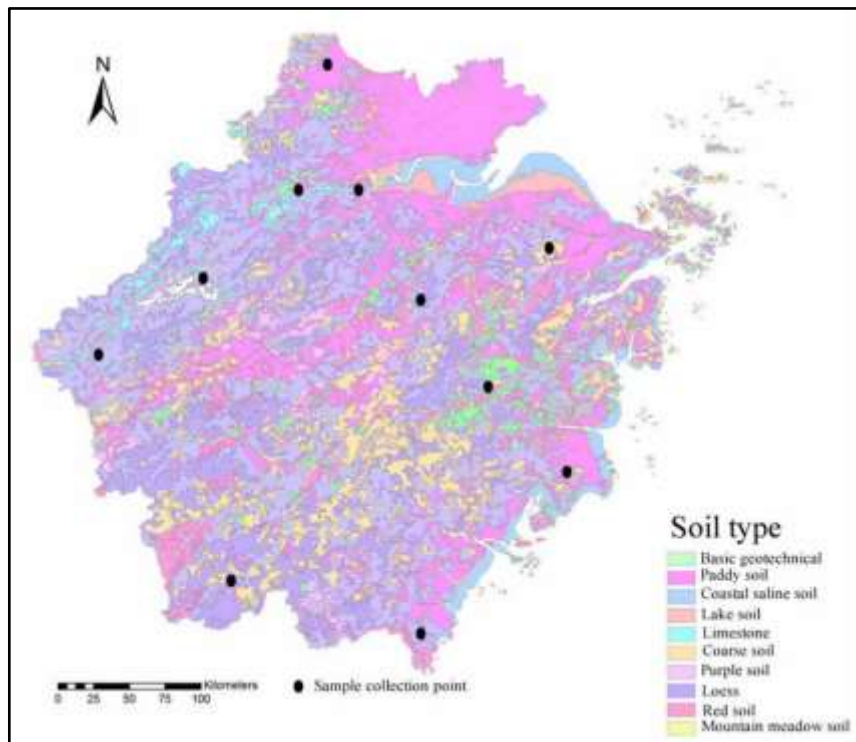 N
Soil type
Basic geotechnical
Paddy soil
Coastal saline soil
Lake soil
Limestone
Coarse soil
Purple soil
Loess
Red soil
Mountain meadow soil
Kilometers
0 25 50 75 100
Sample collection point